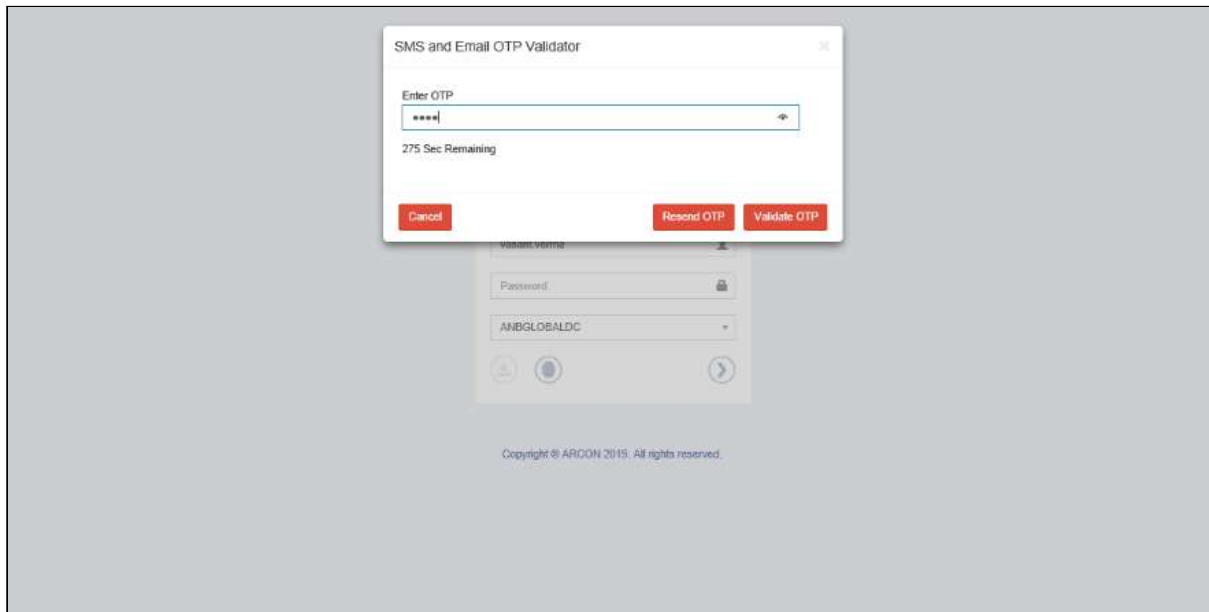 SMS and Email OTP Validator
Enter OTP
275 Sec Remaining
Cancel
Resend OTP
Validate OTP
Password
ANBGLOBALDC
Copyright © ARCON 2015. All rights reserved.